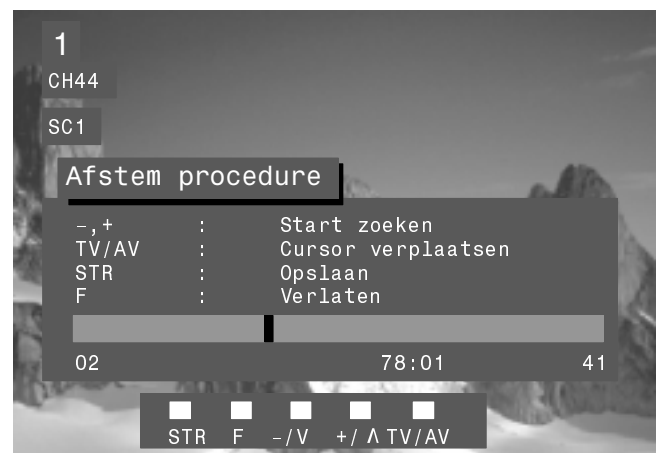 1
CH44
SC1
Afstem procedure
-,+ : Start zoeken
TV/AV : Cursor verplaatsen
STR : Opslaan
F : Verlaten
02 78:01 41
STR F -/V +/Λ TV/AV